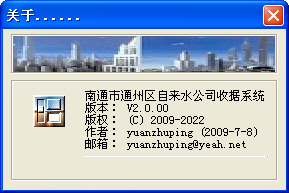 关于......
南通市通州区自来水公司收据系统
版本： V2.0.00
版权： (C) 2009-2022
作者： yuanzhuping (2009-7-8)
邮箱： yuanzhuping@yeah.net